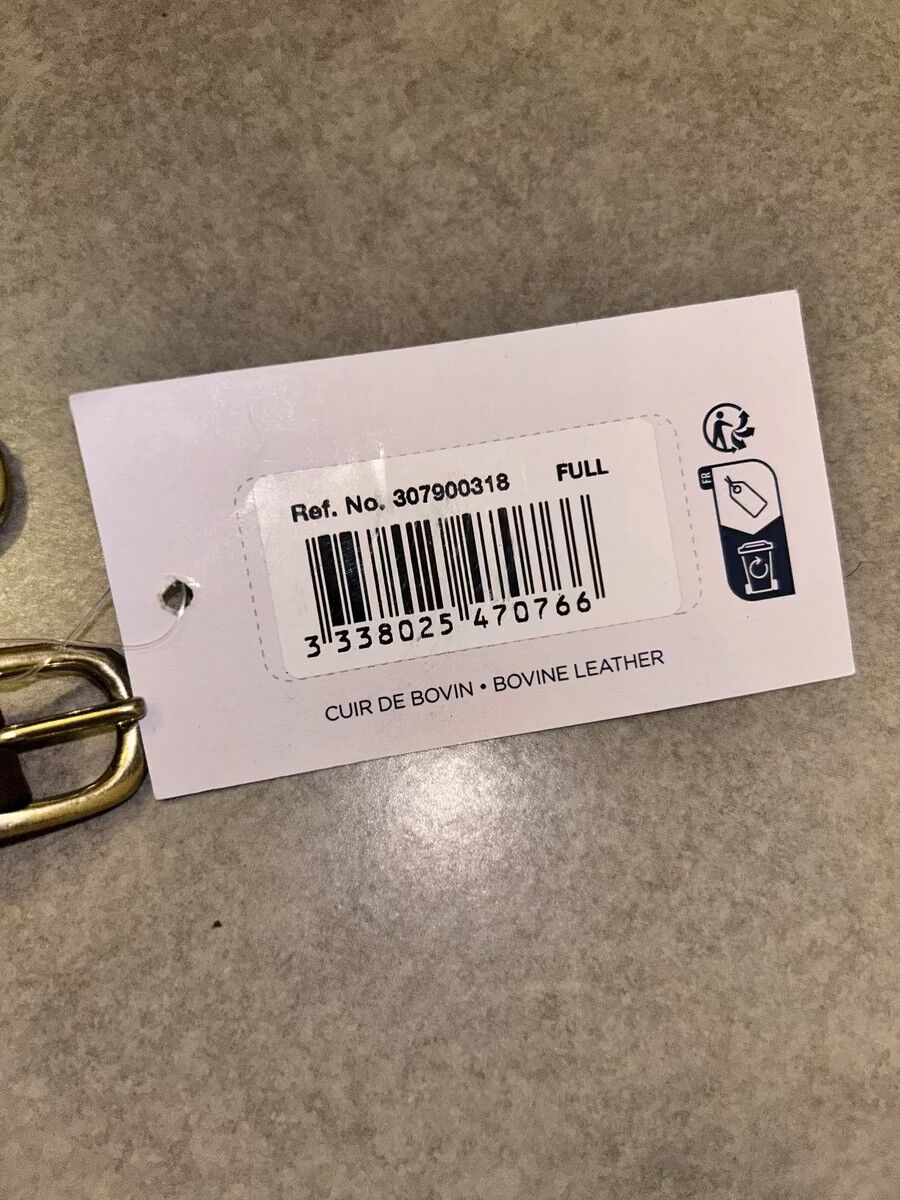 Ref. No. 307900318 FULL
3 338025 470766
CUIR DE BOVIN • BOVINE LEATHER
FR